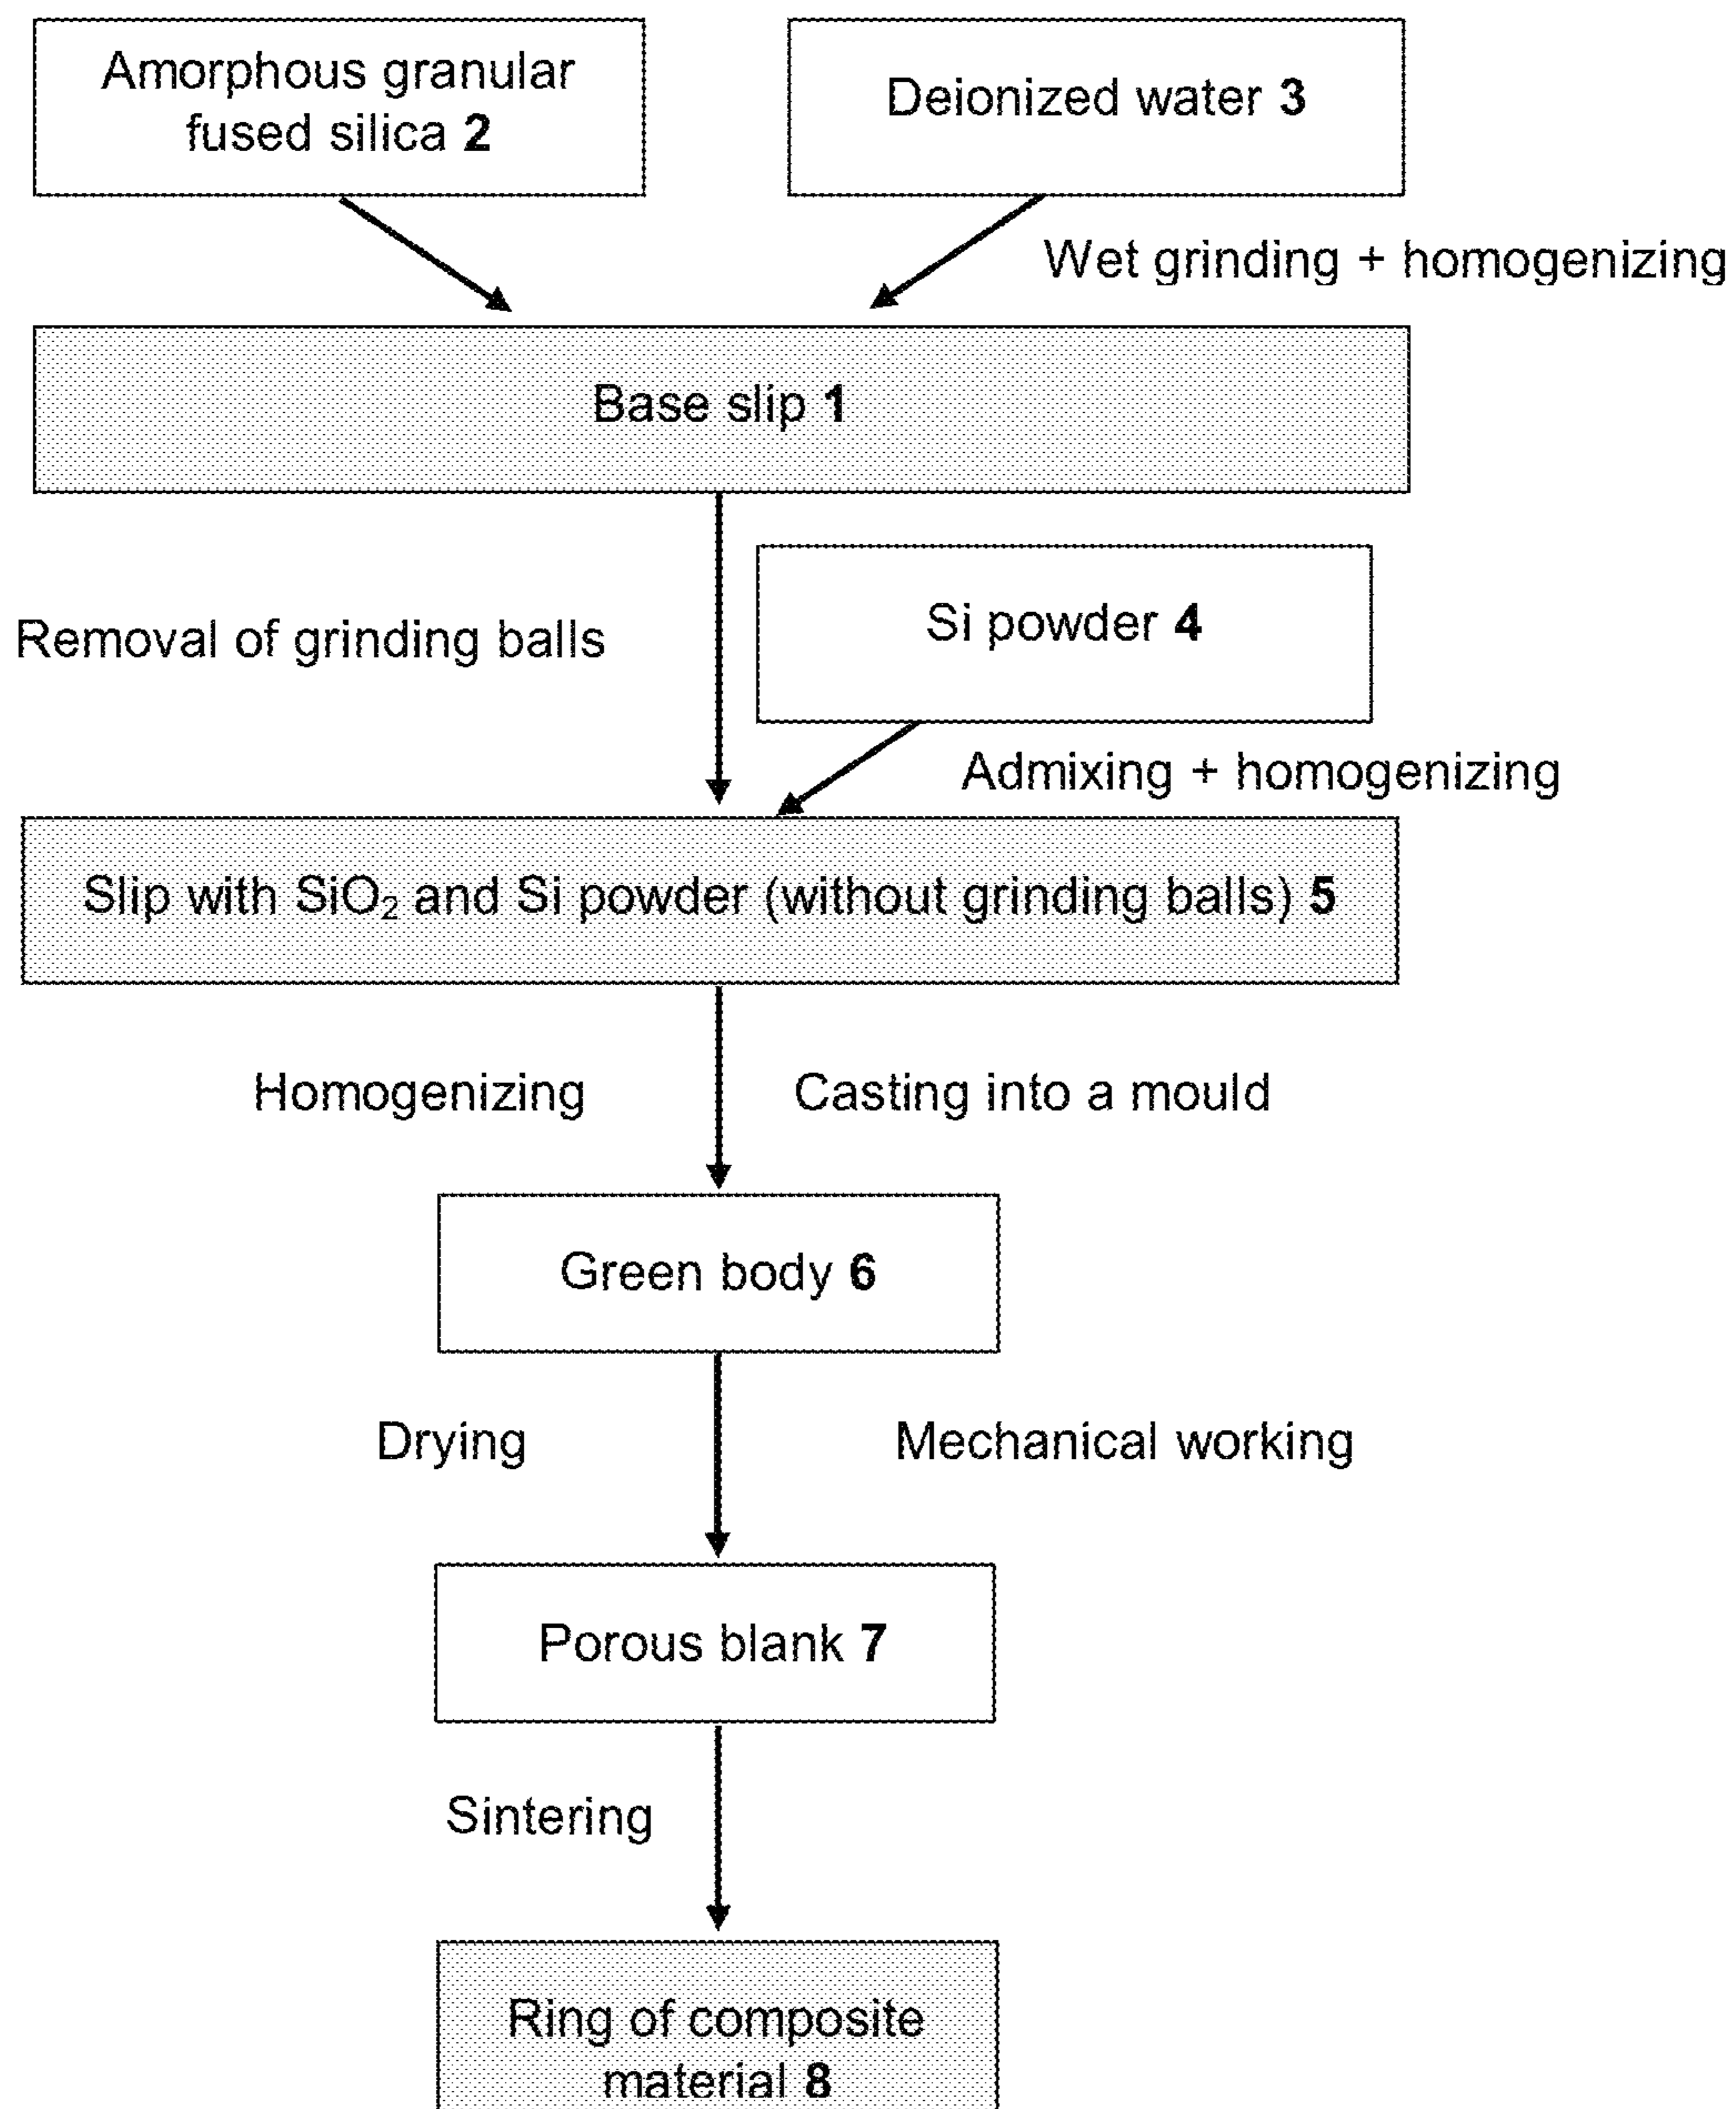 Amorphous granular
fused silica 2
Deionized water 3
Wet grinding + homogenizing
Base slip 1
Removal of grinding balls
Si powder 4
Admixing + homogenizing
Slip with SiO₂ and Si powder (without grinding balls) 5
Homogenizing
Casting into a mould
Green body 6
Drying
Mechanical working
Porous blank 7
Sintering
Ring of composite
material 8